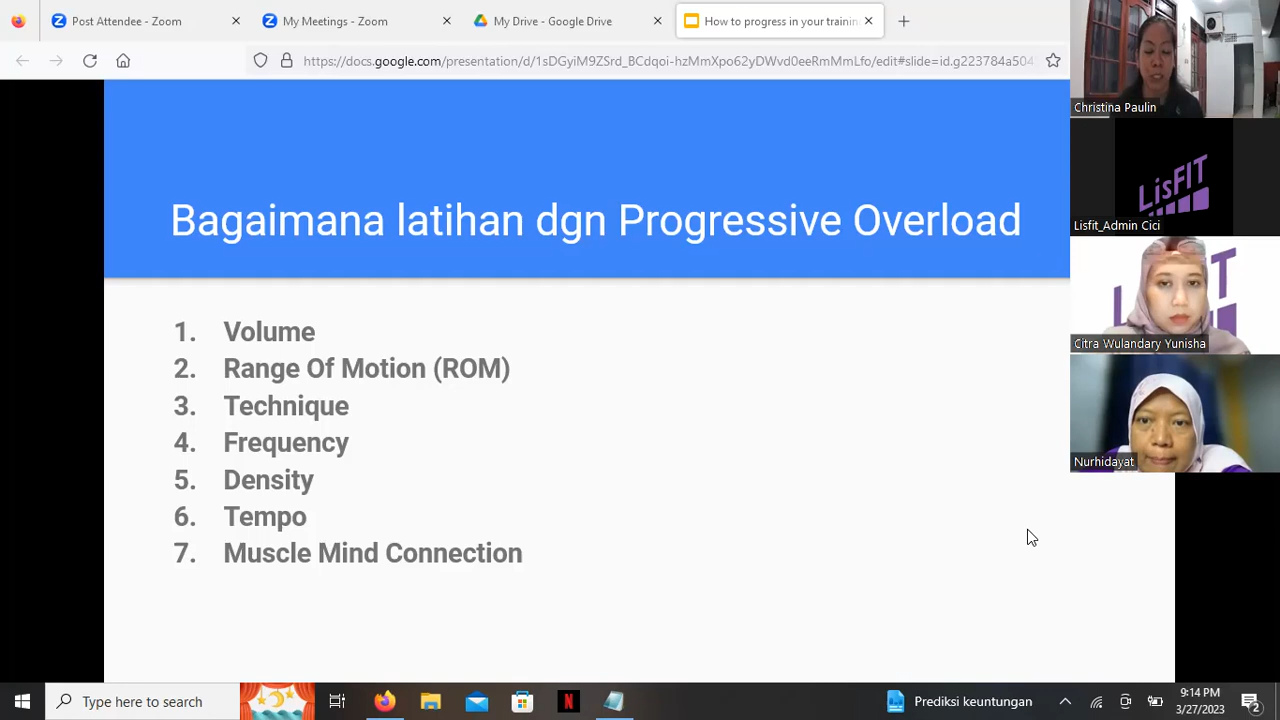 Post Attendee - Zoom
My Meetings - Zoom
My Drive - Google Drive
How to progress in your trainin
https://docs.google.com/presentation/d/1sDGyiM9ZSrd_BCdqoi-hzMmXpo62yDWvd0eeRmMmLfo/edit#slide=id.g223784a504
Bagaimana latihan dgn Progressive Overload
1. Volume
2. Range Of Motion (ROM)
3. Technique
4. Frequency
5. Density
6. Tempo
7. Muscle Mind Connection
Christina Paulin
LisFIT
Lisfit_Admin Cici
Citra Wulandary Yunisha
Nurhidayat
Type here to search
Prediksi keuntungan
9:14 PM
3/27/2023
2